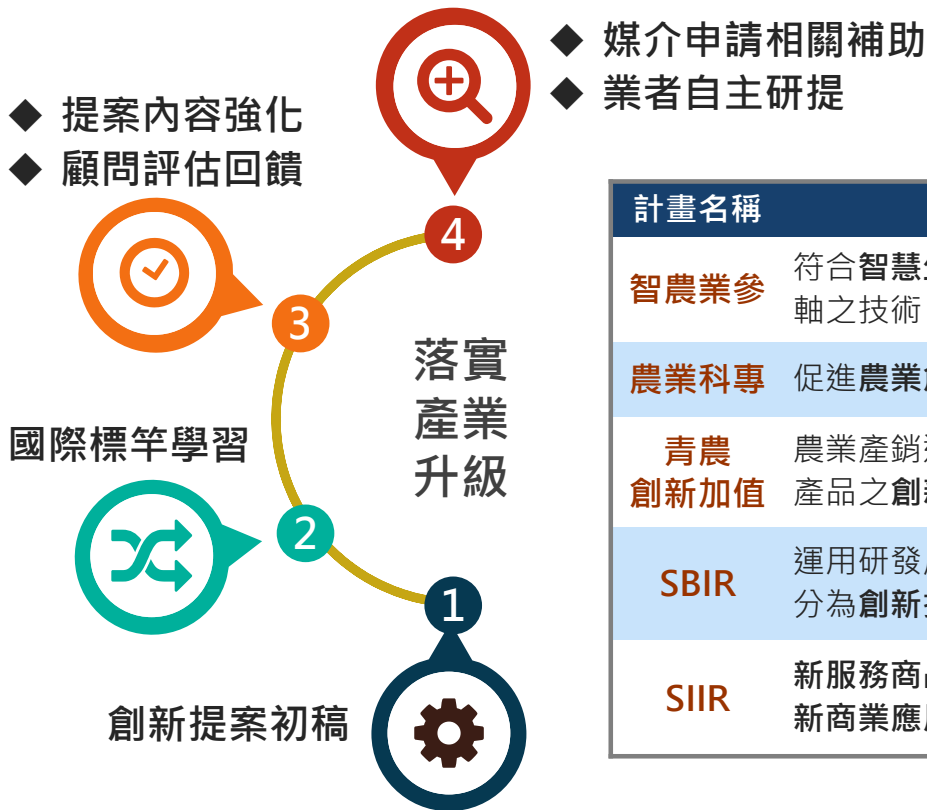 ◆ 媒介申請相關補助
◆ 業者自主研提
◆ 提案內容強化
◆ 顧問評估回饋
4
3
落實
產業
升級
國際標竿學習
2
1
創新提案初稿
計畫名稱
智農業參
符合智慧
軸之技術
農業科專
促進農業
青農
創新加值
農業產銷
產品之創
SBIR
運用研發
分為創新
SIIR
新服務商
新商業應